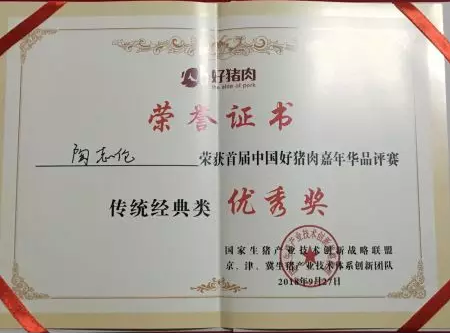 好猪肉
The aloe of pork
荣誉证书
陶志伦 荣获首届中国好猪肉嘉年华品评赛
传统经典类 优秀奖
国家生猪产业技术创新战略联盟
京、津、冀生猪产业技术体系创新团队
2018年9月27日